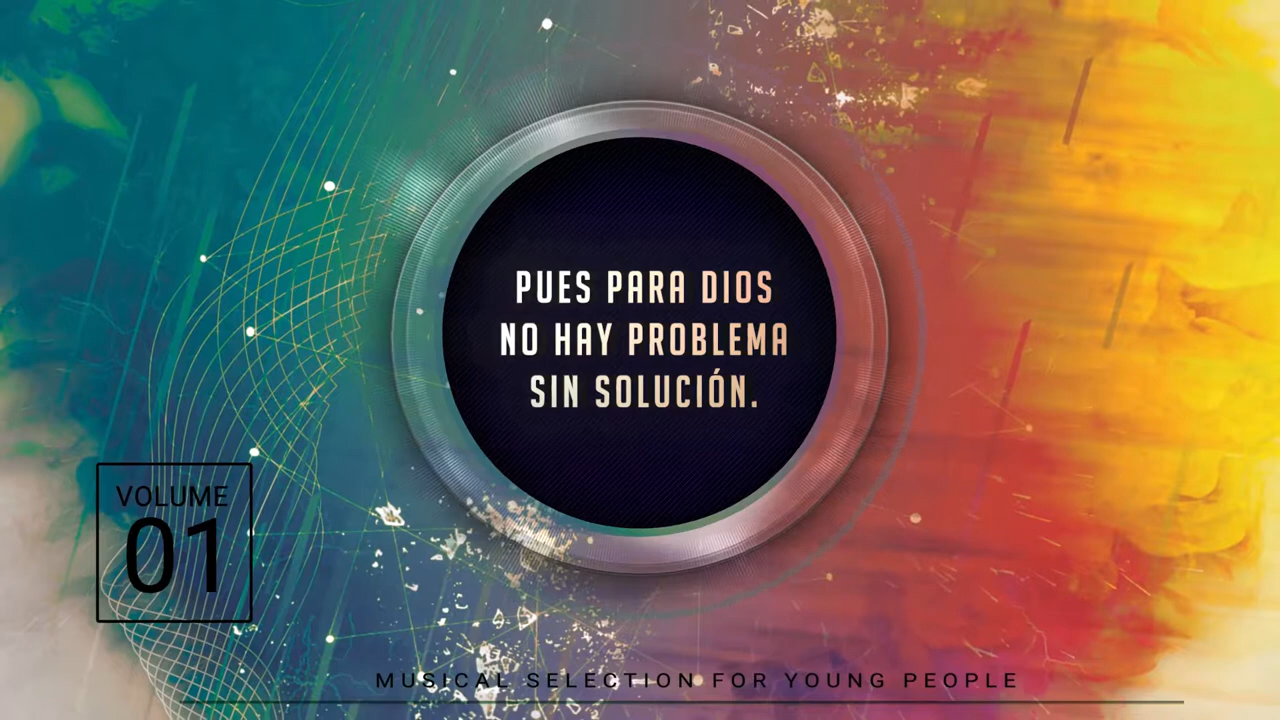 PUES PARA DIOS
NO HAY PROBLEMA
SIN SOLUCIÓN.
VOLUME
01
MUSICAL SELECTION FOR YOUNG PEOPLE